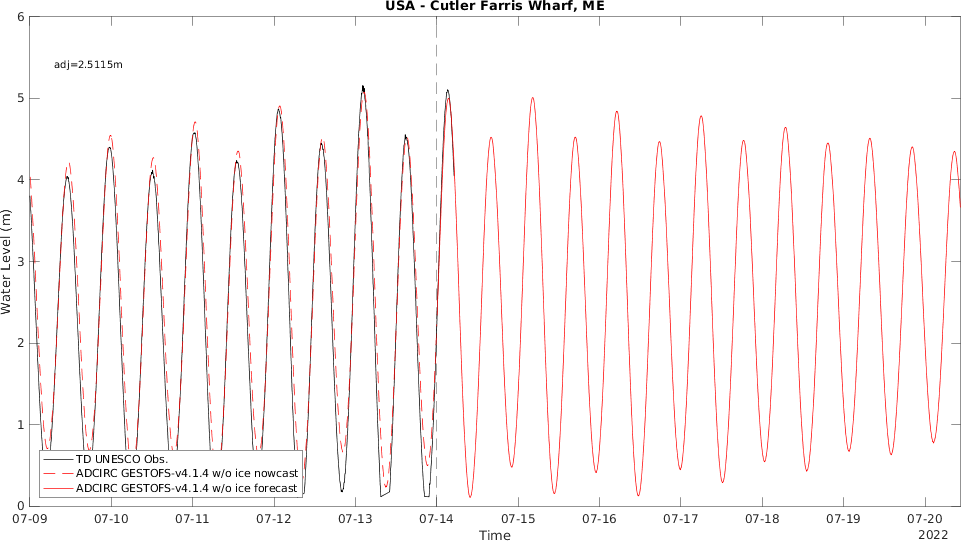 USA - Cutler Farris Wharf, ME
adj=2.5115m
Water Level (m)
6
5
4
3
2
1
0
TD UNESCO Obs.
ADCIRC GESTOFS-v4.1.4 w/o ice nowcast
ADCIRC GESTOFS-v4.1.4 w/o ice forecast
07-09 07-10 07-11 07-12 07-13 07-14 07-15 07-16 07-17 07-18 07-19 07-20
Time
2022